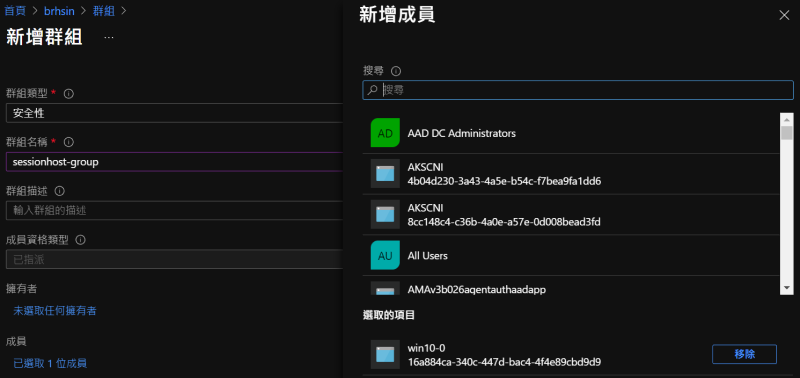 首頁 > brhsin > 群組 >
新增群組 ...
群組類型 *
安全性
群組名稱 *
sessionhost-group
群組描述
輸入群組的描述
成員資格類型
已指派
擁有者
未選取任何擁有者
成員
已選取 1 位成員
新增成員
搜尋
搜尋
AD AAD DC Administrators
AKSCNI
4b04d230-3a43-4a5e-b54c-f7bea9fa1dd6
AKSCNI
8cc148c4-c36b-4a0e-a57e-0d008bead3fd
AU All Users
AMAv3b026agentauthaadapp
選取的項目
win10-0
16a884ca-340c-447d-bac4-4f4e89cbd9d9
移除